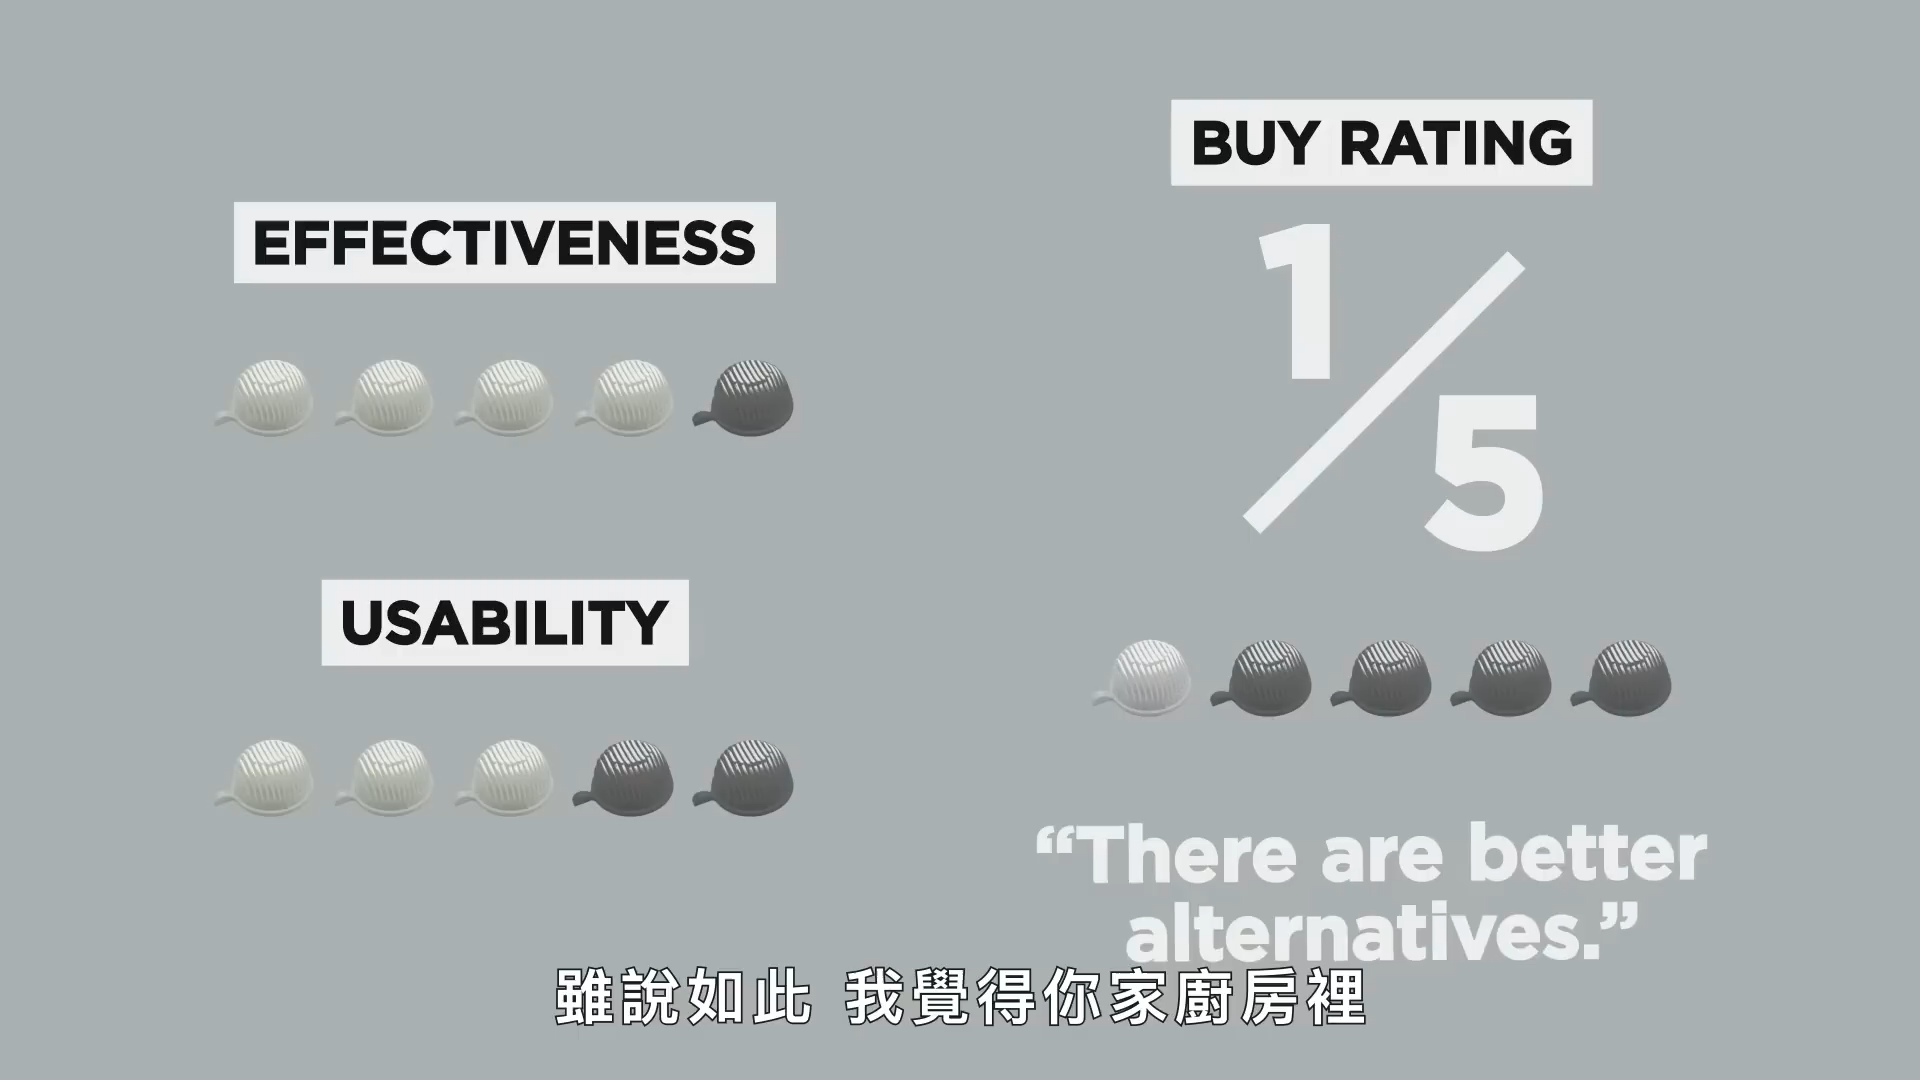 EFFECTIVENESS
USABILITY
BUY RATING
1/5
“There are better
alternatives.”
雖說如此 我覺得你家廚房裡